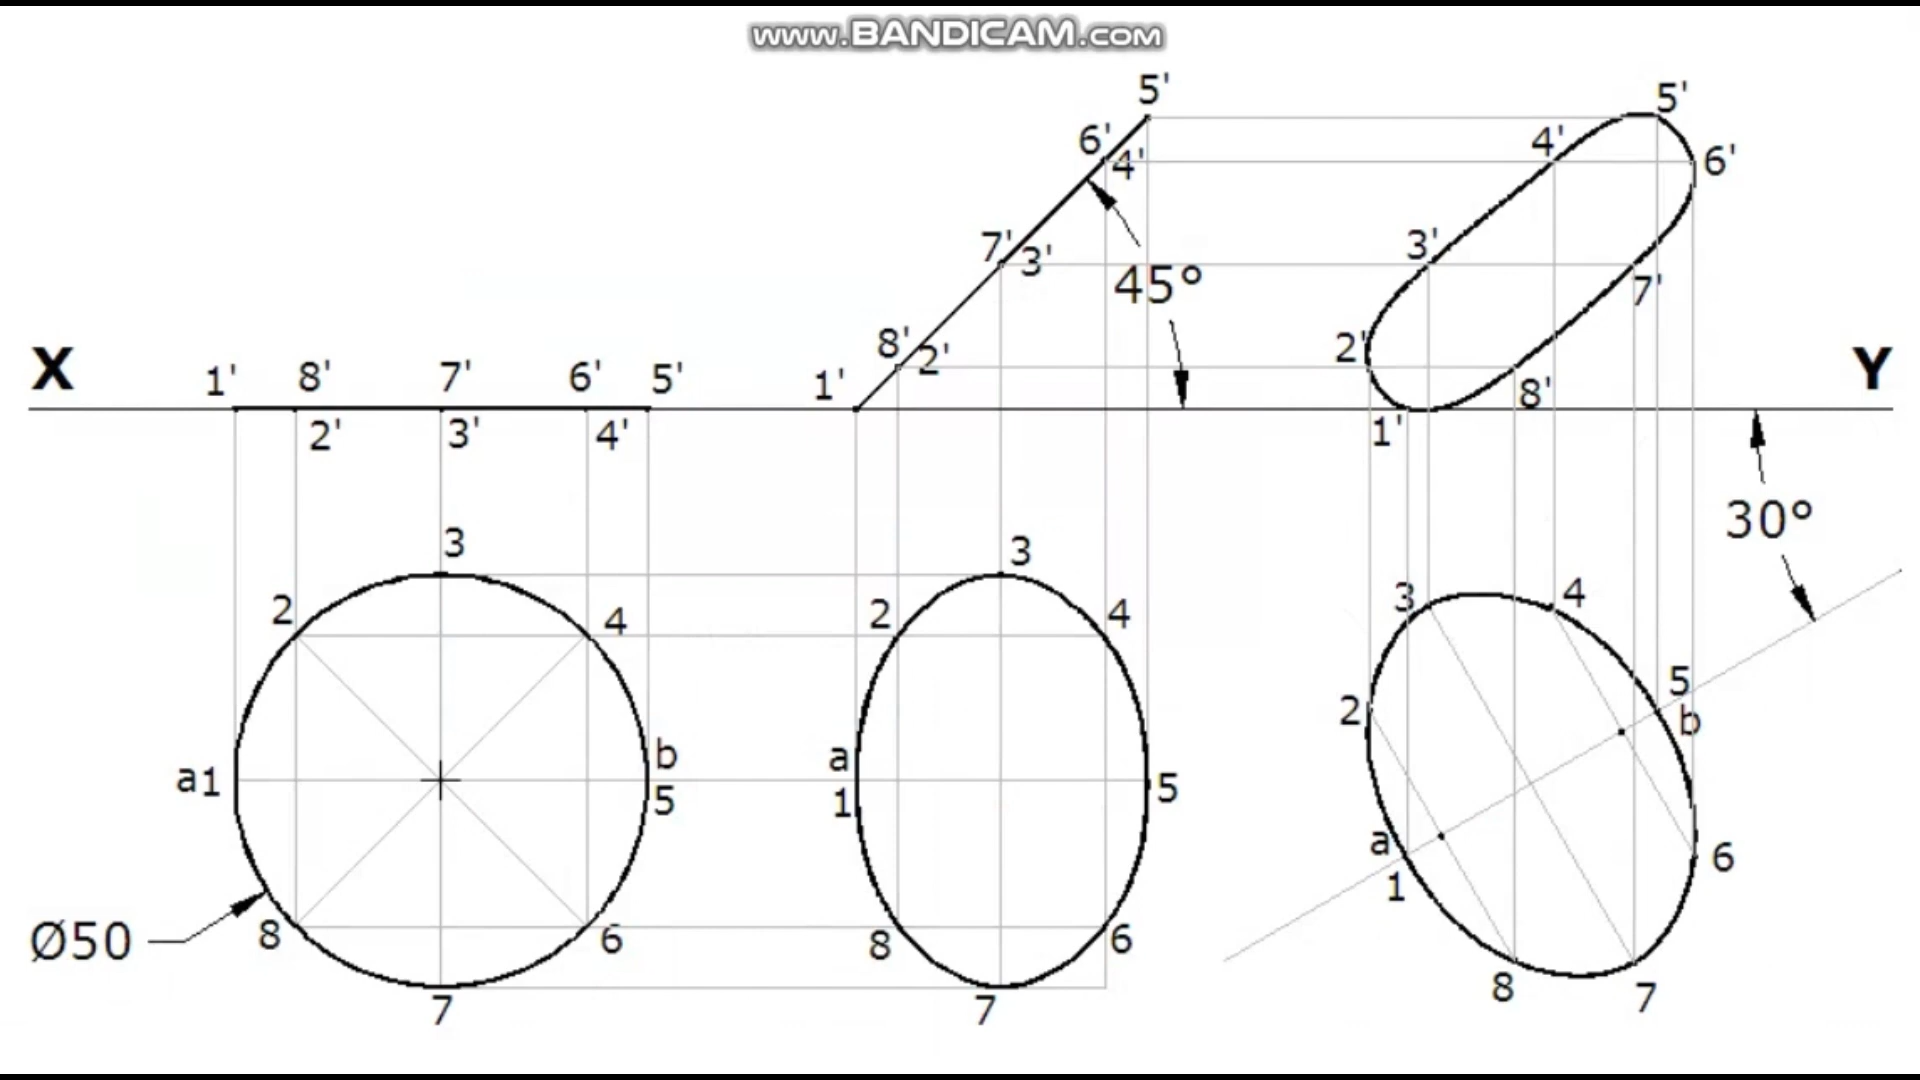 www.BANDICAM.com
5' 5'
6' 4' 4' 6'
7' 3' 45° 3' 7'
X 1' 8' 7' 6' 5' 1' 8' 2' 2' 8' Y
2' 3' 4' 1'
30°
3 3 3 4
2 4 2 4 2 5
a1 b a 5 b
5 1 a 6
1
Ø50 8 6 8 6
7 7 8 7